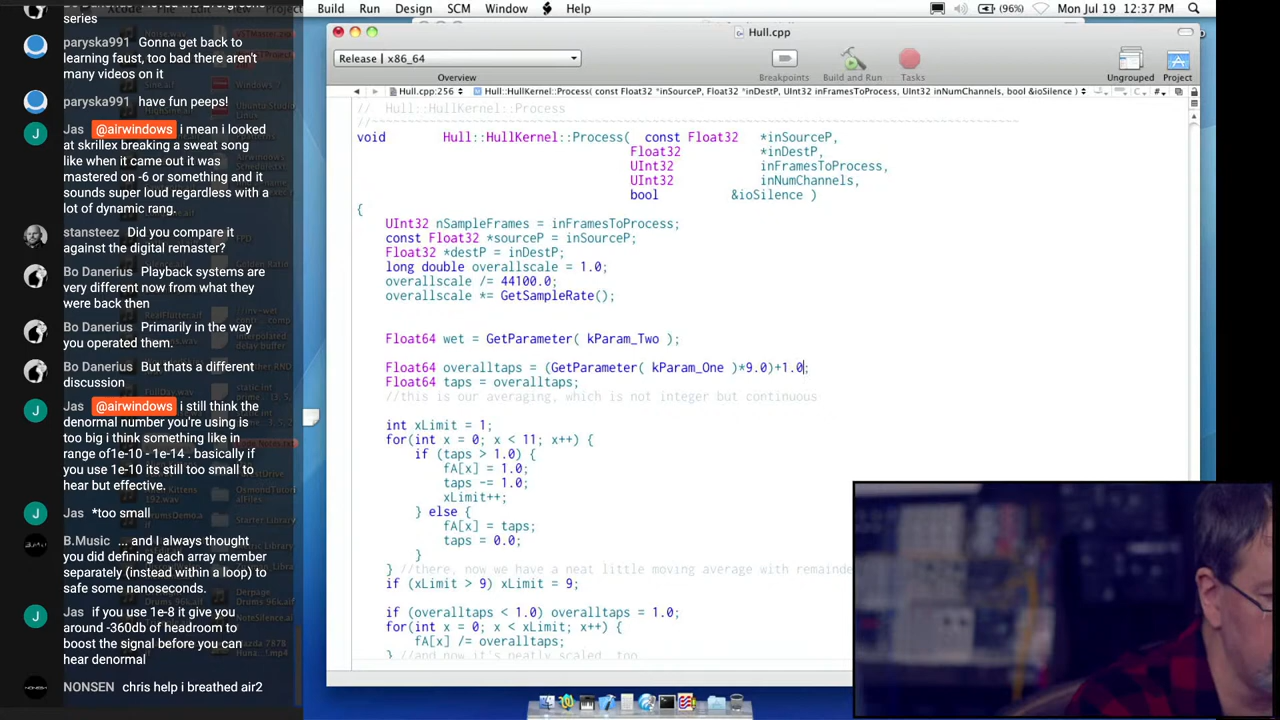 series
paryska991 Gonna get back to
learning faust, too bad there aren't
many videos on it
paryska991 have fun peeps!
Jas @airwindows i mean i looked
at skrillex breaking a sweat song
like when it came out it was
mastered on -6 or something and it
sounds super loud regardless with a
lot of dynamic rang.
stansteez Did you compare it
against the digital remaster?
Bo Danerius Playback systems are
very different now from what they
were back then
Bo Danerius Primarily in the way
you operated them.
Bo Danerius But thats a different
discussion
Jas @airwindows i still think the
denormal number you're using is
too big i think something like in
range of1e-10 - 1e-14 . basically if
you use 1e-10 its still too small to
hear but effective.
Jas *too small
B.Music ... and I always thought
you did defining each array member
separately (instead within a loop) to
safe some nanoseconds.
Jas if you use 1e-8 it give you
around -360db of headroom to
boost the signal before you can
hear denormal
NONSEN chris help i breathed air2
Build Run Design SCM Window Help (96%) Mon Jul 19 12:37 PM
Hull.cpp
Release | x86_64
Overview Breakpoints Build and Run Tasks Ungrouped Project
Hull.cpp:256 Hull::HullKernel::Process( const Float32 *inSourceP, Float32 *inDestP, UInt32 inFramesToProcess, UInt32 inNumChannels, bool &ioSilence )
// Hull::HullKernel::Process
void Hull::HullKernel::Process( const Float32 *inSourceP,
Float32 *inDestP,
UInt32 inFramesToProcess,
UInt32 inNumChannels,
bool &ioSilence )
{
UInt32 nSampleFrames = inFramesToProcess;
const Float32 *sourceP = inSourceP;
Float32 *destP = inDestP;
long double overallscale = 1.0;
overallscale /= 44100.0;
overallscale *= GetSampleRate();
Float64 wet = GetParameter( kParam_Two );
Float64 overalltaps = (GetParameter( kParam_One )*9.0)+1.0;
Float64 taps = overalltaps;
//this is our averaging, which is not integer but continuous
int xLimit = 1;
for(int x = 0; x < 11; x++) {
if (taps > 1.0) {
fA[x] = 1.0;
taps -= 1.0;
xLimit++;
} else {
fA[x] = taps;
taps = 0.0;
}
} //there, now we have a neat little moving average with remainde
if (xLimit > 9) xLimit = 9;
if (overalltaps < 1.0) overalltaps = 1.0;
for(int x = 0; x < xLimit; x++) {
fA[x] /= overalltaps;
} //and now it's neatly scaled, too